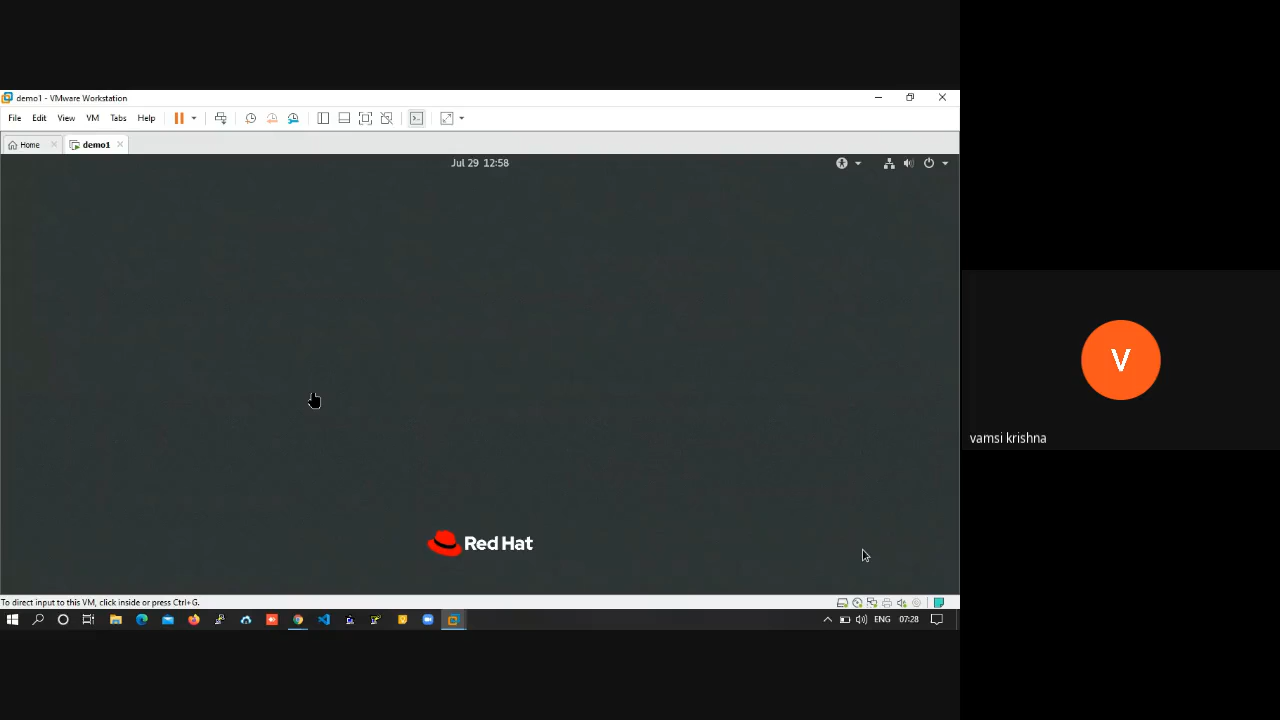 demo1 - VMware Workstation
File Edit View VM Tabs Help
Home demo1
Jul 29 12:58
Red Hat
To direct input to this VM, click inside or press Ctrl+G.
ENG 07:28
V
vamsi krishna